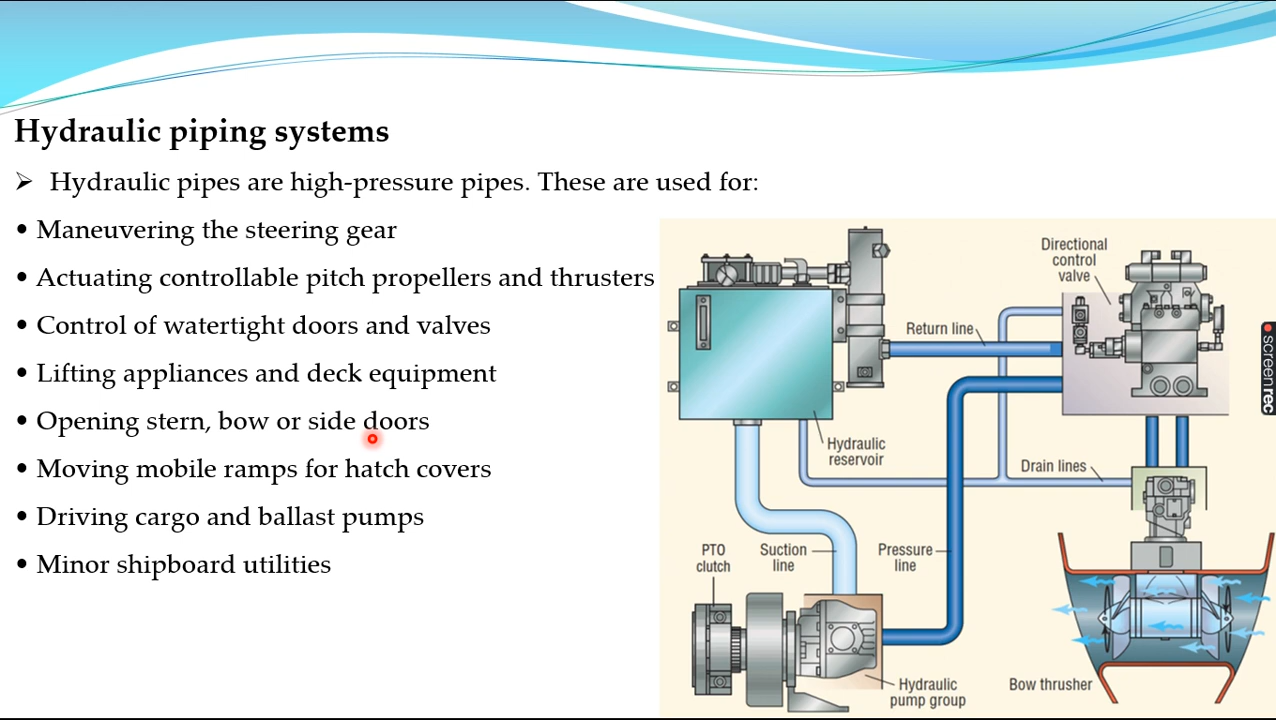 Hydraulic piping systems
➢ Hydraulic pipes are high-pressure pipes. These are used for:
• Maneuvering the steering gear
• Actuating controllable pitch propellers and thrusters
• Control of watertight doors and valves
• Lifting appliances and deck equipment
• Opening stern, bow or side doors
• Moving mobile ramps for hatch covers
• Driving cargo and ballast pumps
• Minor shipboard utilities
Directional
control
valve
Return line
Hydraulic
reservoir
Drain lines
PTO
clutch
Suction
line
Pressure
line
Hydraulic
pump group
Bow thruster
screenrec